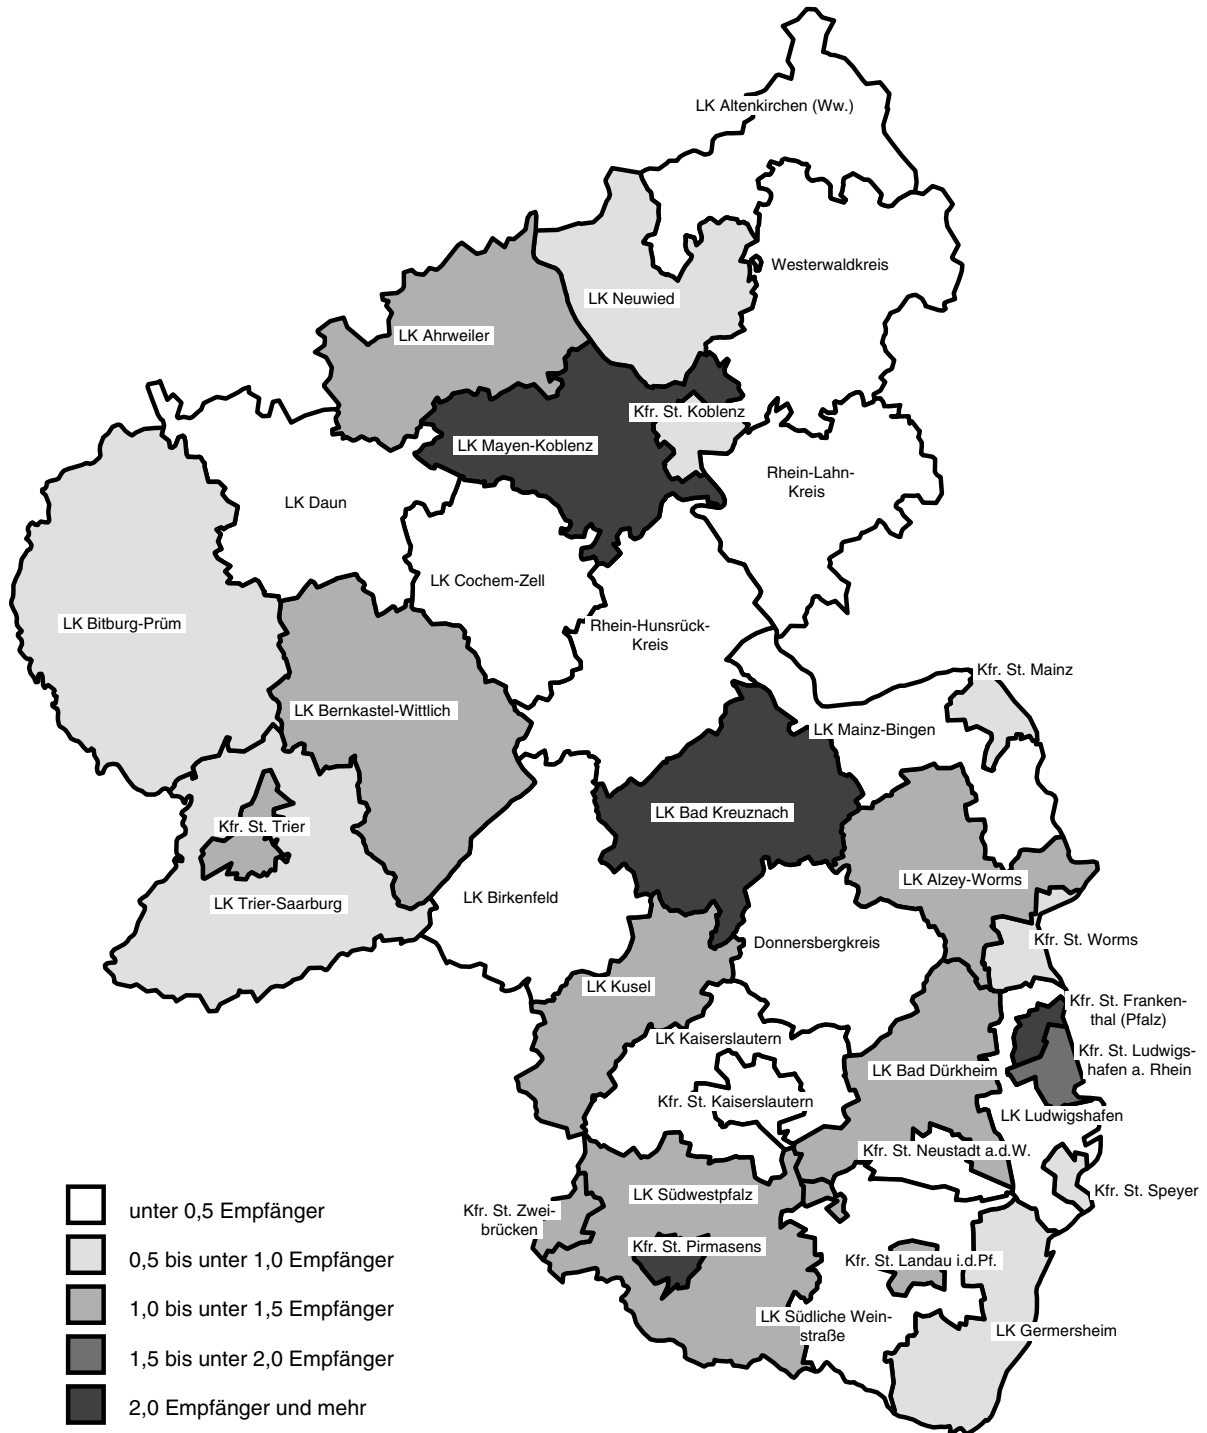 LK Altenkirchen (Ww.)
Westerwaldkreis
LK Neuwied
LK Ahrweiler
Kfr. St. Koblenz
LK Mayen-Koblenz
Rhein-Lahn-
Kreis
LK Daun
LK Cochem-Zell
LK Bitburg-Prüm
Rhein-Hunsrück-
Kreis
Kfr. St. Mainz
LK Bernkastel-Wittlich
LK Mainz-Bingen
LK Bad Kreuznach
Kfr. St. Trier
LK Alzey-Worms
LK Birkenfeld
LK Trier-Saarburg
Donnersbergkreis
Kfr. St. Worms
LK Kusel
Kfr. St. Franken-
thal (Pfalz)
LK Kaiserslautern
Kfr. St. Ludwigs-
hafen a. Rhein
LK Bad Dürkheim
Kfr. St. Kaiserslautern
LK Ludwigshafen
Kfr. St. Neustadt a.d.W.
LK Südwestpfalz
Kfr. St. Speyer
Kfr. St. Zwei-
brücken
Kfr. St. Pirmasens
Kfr. St. Landau i.d.Pf.
LK Südliche Wein-
straße
LK Germersheim
unter 0,5 Empfänger
0,5 bis unter 1,0 Empfänger
1,0 bis unter 1,5 Empfänger
1,5 bis unter 2,0 Empfänger
2,0 Empfänger und mehr